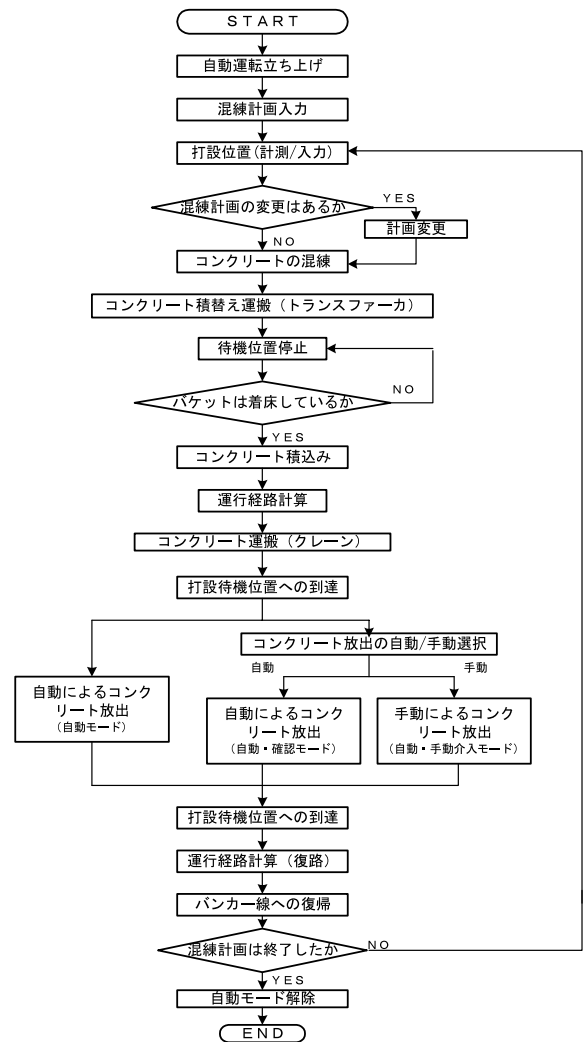 START
自動運転立ち上げ
混練計画入力
打設位置(計測/入力)
混練計画の変更はあるか
YES
計画変更
NO
コンクリートの混練
コンクリート積替え運搬(トランスファーカ)
待機位置停止
バケットは着床しているか
NO
YES
コンクリート積込み
運行経路計算
コンクリート運搬(クレーン)
打設待機位置への到達
コンクリート放出の自動/手動選択
自動
手動
自動によるコンク
リート放出
(自動モード)
自動によるコンク
リート放出
(自動・確認モード)
手動によるコンク
リート放出
(自動・手動介入モード)
打設待機位置への到達
運行経路計算(復路)
バンカー線への復帰
混練計画は終了したか
NO
YES
自動モード解除
END